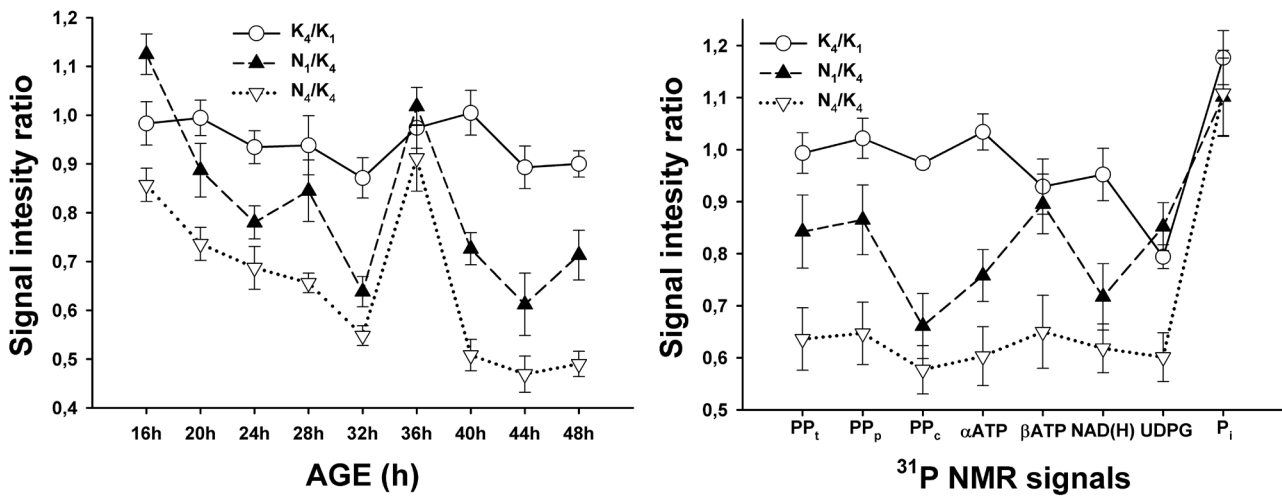 Signal intesity ratio
1,2
1,1
1,0
0,9
0,8
0,7
0,6
0,5
0,4
K4/K1
N1/K4
N4/K4
16h 20h 24h 28h 32h 36h 40h 44h 48h
AGE (h)
Signal intesity ratio
1,2
1,1
1,0
0,9
0,8
0,7
0,6
0,5
K4/K1
N1/K4
N4/K4
PPt PPp PPc αATP βATP NAD(H) UDPG Pi
31P NMR signals